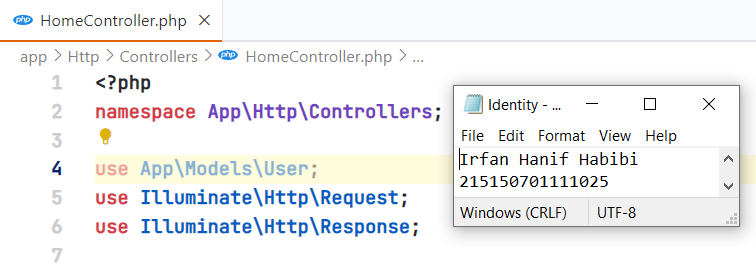 php HomeController.php ×
app > Http > Controllers > php HomeController.php > ...
1 <?php
2 namespace App\Http\Controllers;
3
4 use App\Models\User;
5 use Illuminate\Http\Request;
6 use Illuminate\Http\Response;
7
Identity - ...
File Edit Format View Help
Irfan Hanif Habibi
215150701111025
Windows (CRLF) UTF-8